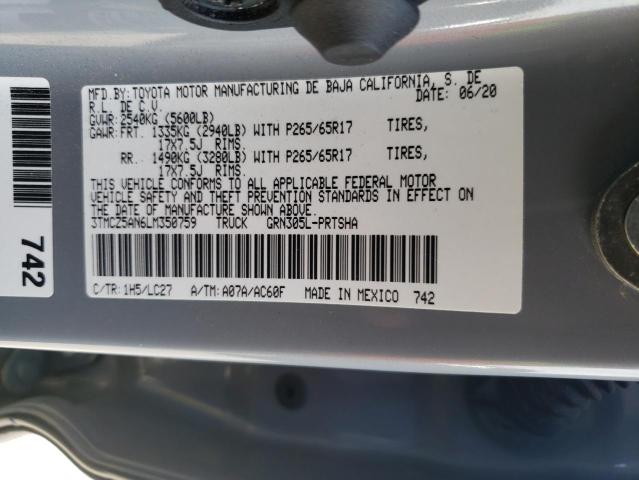 MFD.BY:TOYOTA MOTOR MANUFACTURING DE BAJA CALIFORNIA, S. DE
R.L. DE C.V. DATE: 06/20
GVWR: 2540KG (5600LB)
GAWR: FRT. 1335KG (2940LB) WITH P265/65R17 TIRES,
17X7.5J RIMS.
RR. 1490KG (3280LB) WITH P265/65R17 TIRES,
17X7.5J RIMS.
THIS VEHICLE CONFORMS TO ALL APPLICABLE FEDERAL MOTOR
VEHICLE SAFETY AND THEFT PREVENTION STANDARDS IN EFFECT ON
THE DATE OF MANUFACTURE SHOWN ABOVE.
3TMCZ5AN6LM350759 TRUCK GRN305L-PRTSHA
C/TR: 1H5/LC27 A/TM: A07A/AC60F MADE IN MEXICO 742
742